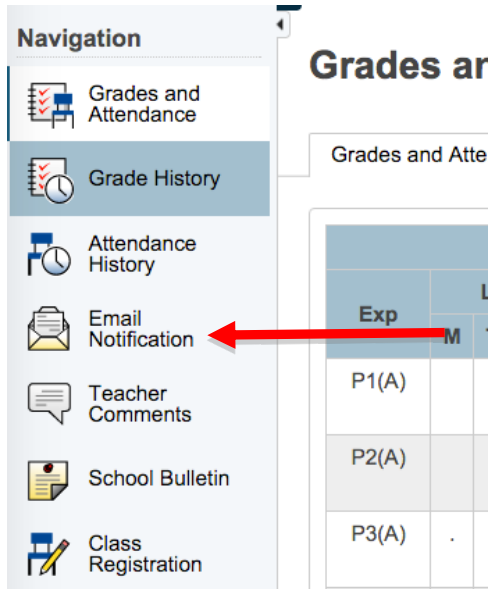 Navigation
Grades and
Attendance
Grade History
Attendance
History
Email
Notification
Teacher
Comments
School Bulletin
Class
Registration
Grades
Grades and Atte
Exp
M
P1(A)
P2(A)
P3(A)
.